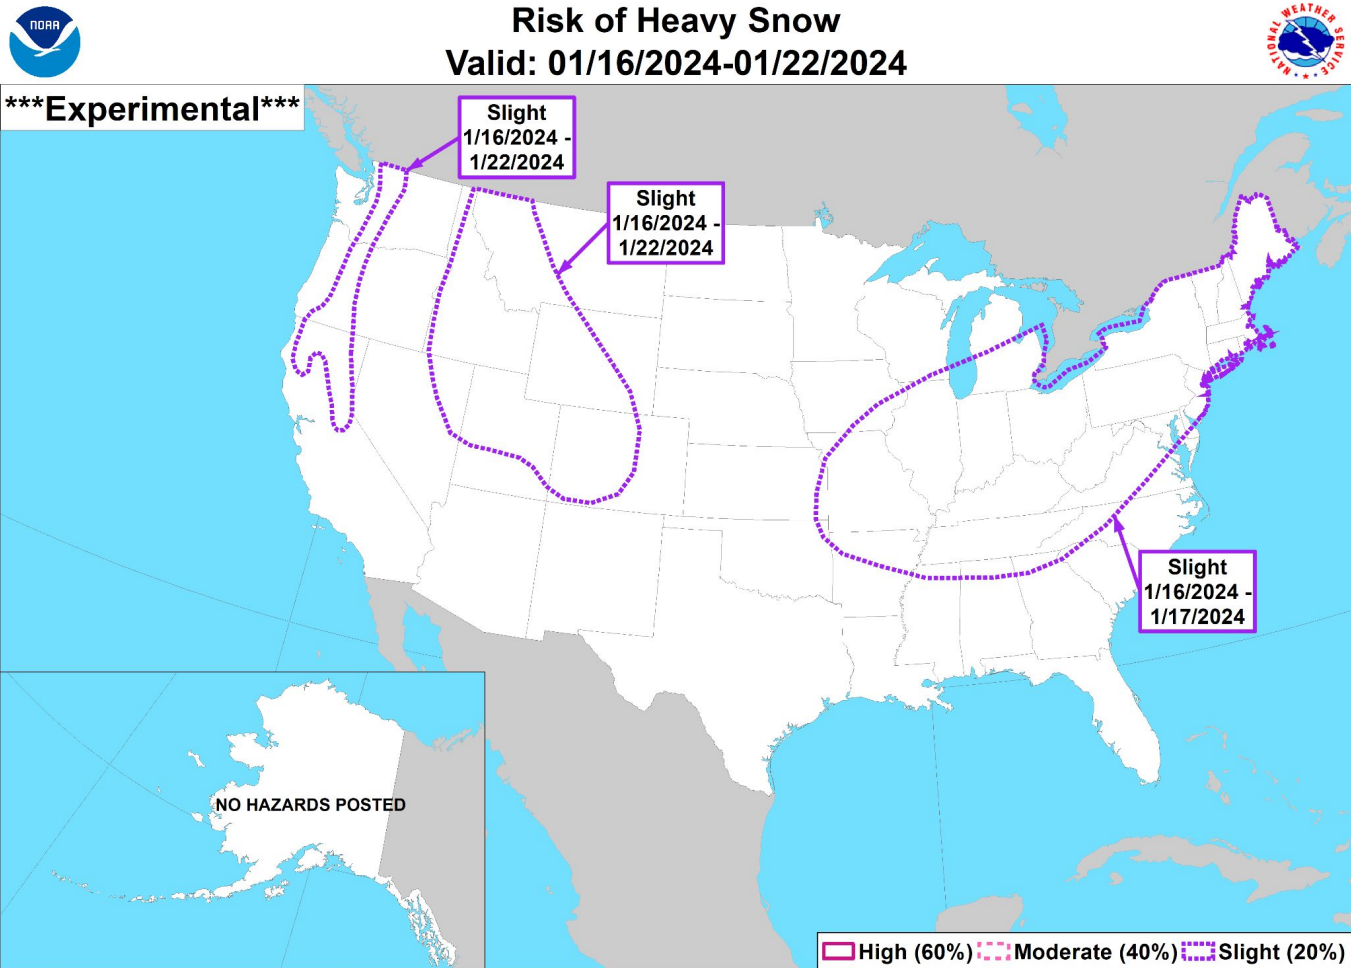 NOAA
Risk of Heavy Snow
Valid: 01/16/2024-01/22/2024
NATIONAL WEATHER SERVICE
***Experimental***
Slight
1/16/2024 -
1/22/2024
Slight
1/16/2024 -
1/22/2024
Slight
1/16/2024 -
1/17/2024
NO HAZARDS POSTED
High (60%) Moderate (40%) Slight (20%)